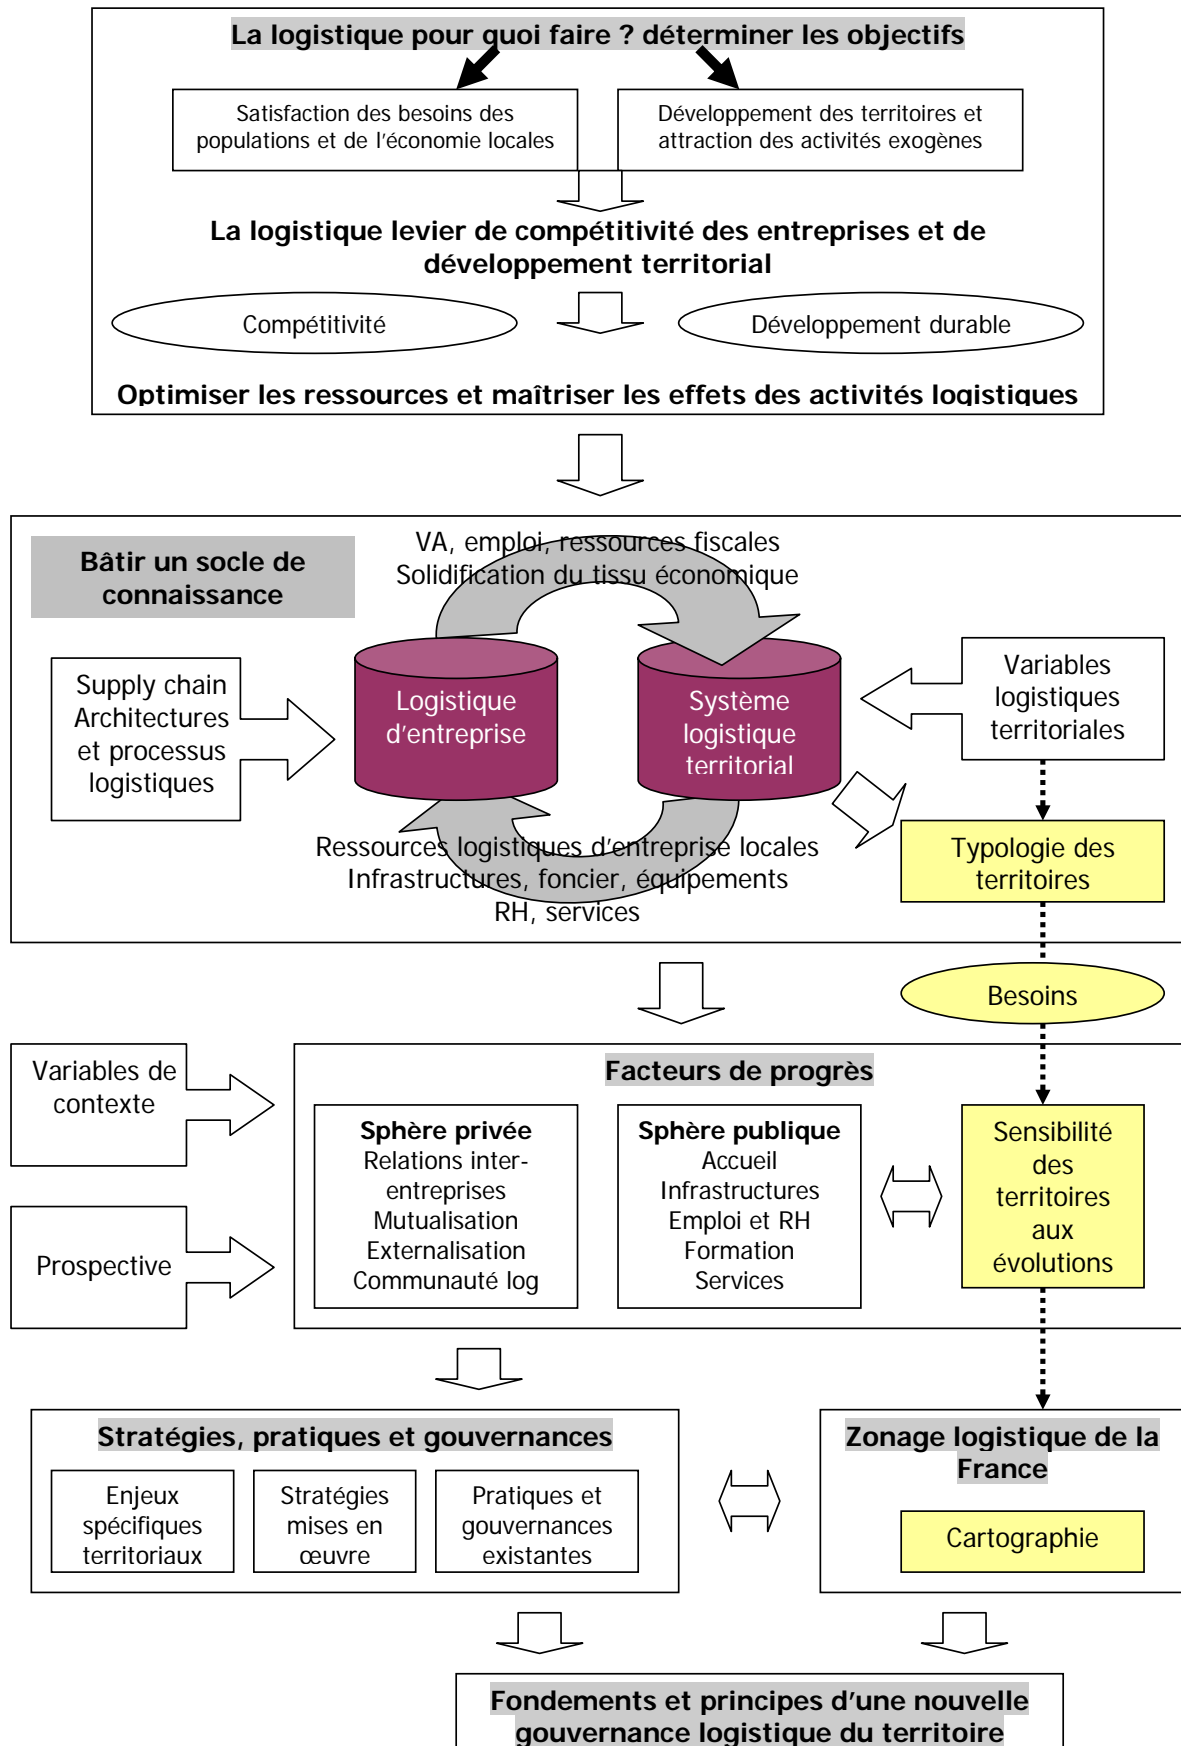 La logistique pour quoi faire ? déterminer les objectifs
Satisfaction des besoins des
populations et de l'économie locales
Développement des territoires et
attraction des activités exogènes
La logistique levier de compétitivité des entreprises et de
développement territorial
Compétitivité
Développement durable
Optimiser les ressources et maîtriser les effets des activités logistiques
Bâtir un socle de
connaissance
VA, emploi, ressources fiscales
Solidification du tissu économique
Supply chain
Architectures
et processus
logistiques
Logistique
d'entreprise
Système
logistique
territorial
Variables
logistiques
territoriales
Ressources logistiques d'entreprise locales
Infrastructures, foncier, équipements
RH, services
Typologie des
territoires
Besoins
Variables de
contexte
Prospective
Facteurs de progrès
Sphère privée
Relations inter-
entreprises
Mutualisation
Externalisation
Communauté log
Sphère publique
Accueil
Infrastructures
Emploi et RH
Formation
Services
Sensibilité
des
territoires
aux
évolutions
Stratégies, pratiques et gouvernances
Enjeux
spécifiques
territoriaux
Stratégies
mises en
œuvre
Pratiques et
gouvernances
existantes
Zonage logistique de la
France
Cartographie
Fondements et principes d'une nouvelle
gouvernance logistique du territoire